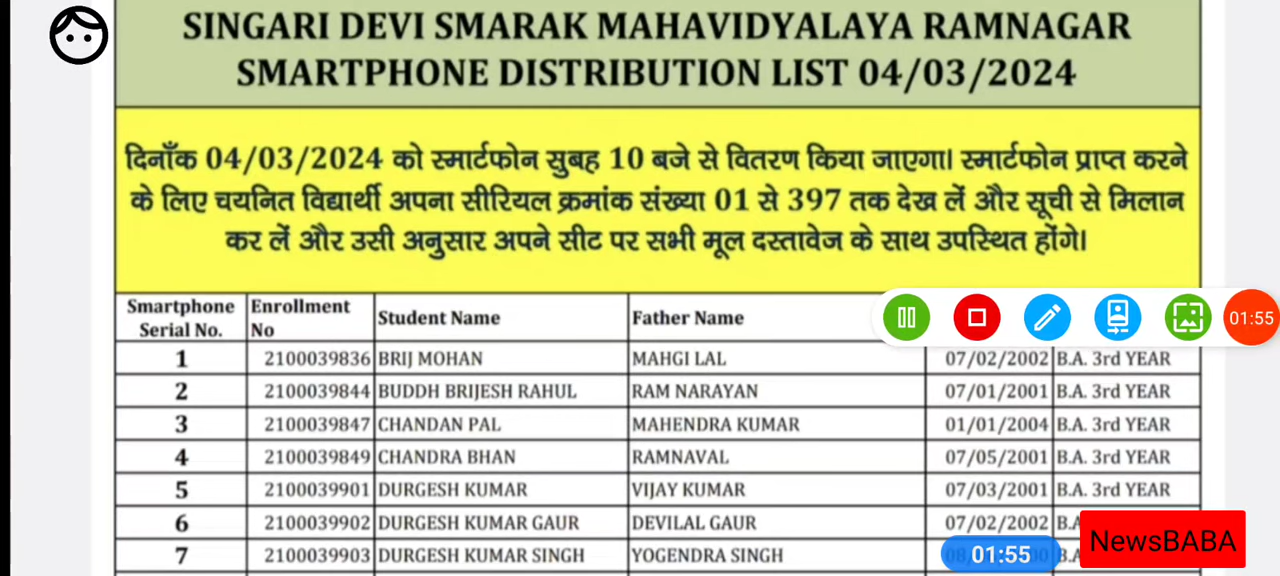 SINGARI DEVI SMARAK MAHAVIDYALAYA RAMNAGAR
SMARTPHONE DISTRIBUTION LIST 04/03/2024
दिनाँक 04/03/2024 को स्मार्टफोन सुबह 10 बजे से वितरण किया जाएगा। स्मार्टफोन प्राप्त करने
के लिए चयनित विद्यार्थी अपना सीरियल क्रमांक संख्या 01 से 397 तक देख लें और सूची से मिलान
कर लें और उसी अनुसार अपने सीट पर सभी मूल दस्तावेज के साथ उपस्थित होंगे।
Smartphone Serial No. Enrollment No Student Name Father Name
01:55
1 2100039836 BRIJ MOHAN MAHGI LAL 07/02/2002 B.A. 3rd YEAR
2 2100039844 BUDDH BRIJESH RAHUL RAM NARAYAN 07/01/2001 B.A. 3rd YEAR
3 2100039847 CHANDAN PAL MAHENDRA KUMAR 01/01/2004 B.A. 3rd YEAR
4 2100039849 CHANDRA BHAN RAMNAVAL 07/05/2001 B.A. 3rd YEAR
5 2100039901 DURGESH KUMAR VIJAY KUMAR 07/03/2001 B.A. 3rd YEAR
6 2100039902 DURGESH KUMAR GAUR DEVILAL GAUR 07/02/2002
7 2100039903 DURGESH KUMAR SINGH YOGENDRA SINGH
01:55
NewsBABA